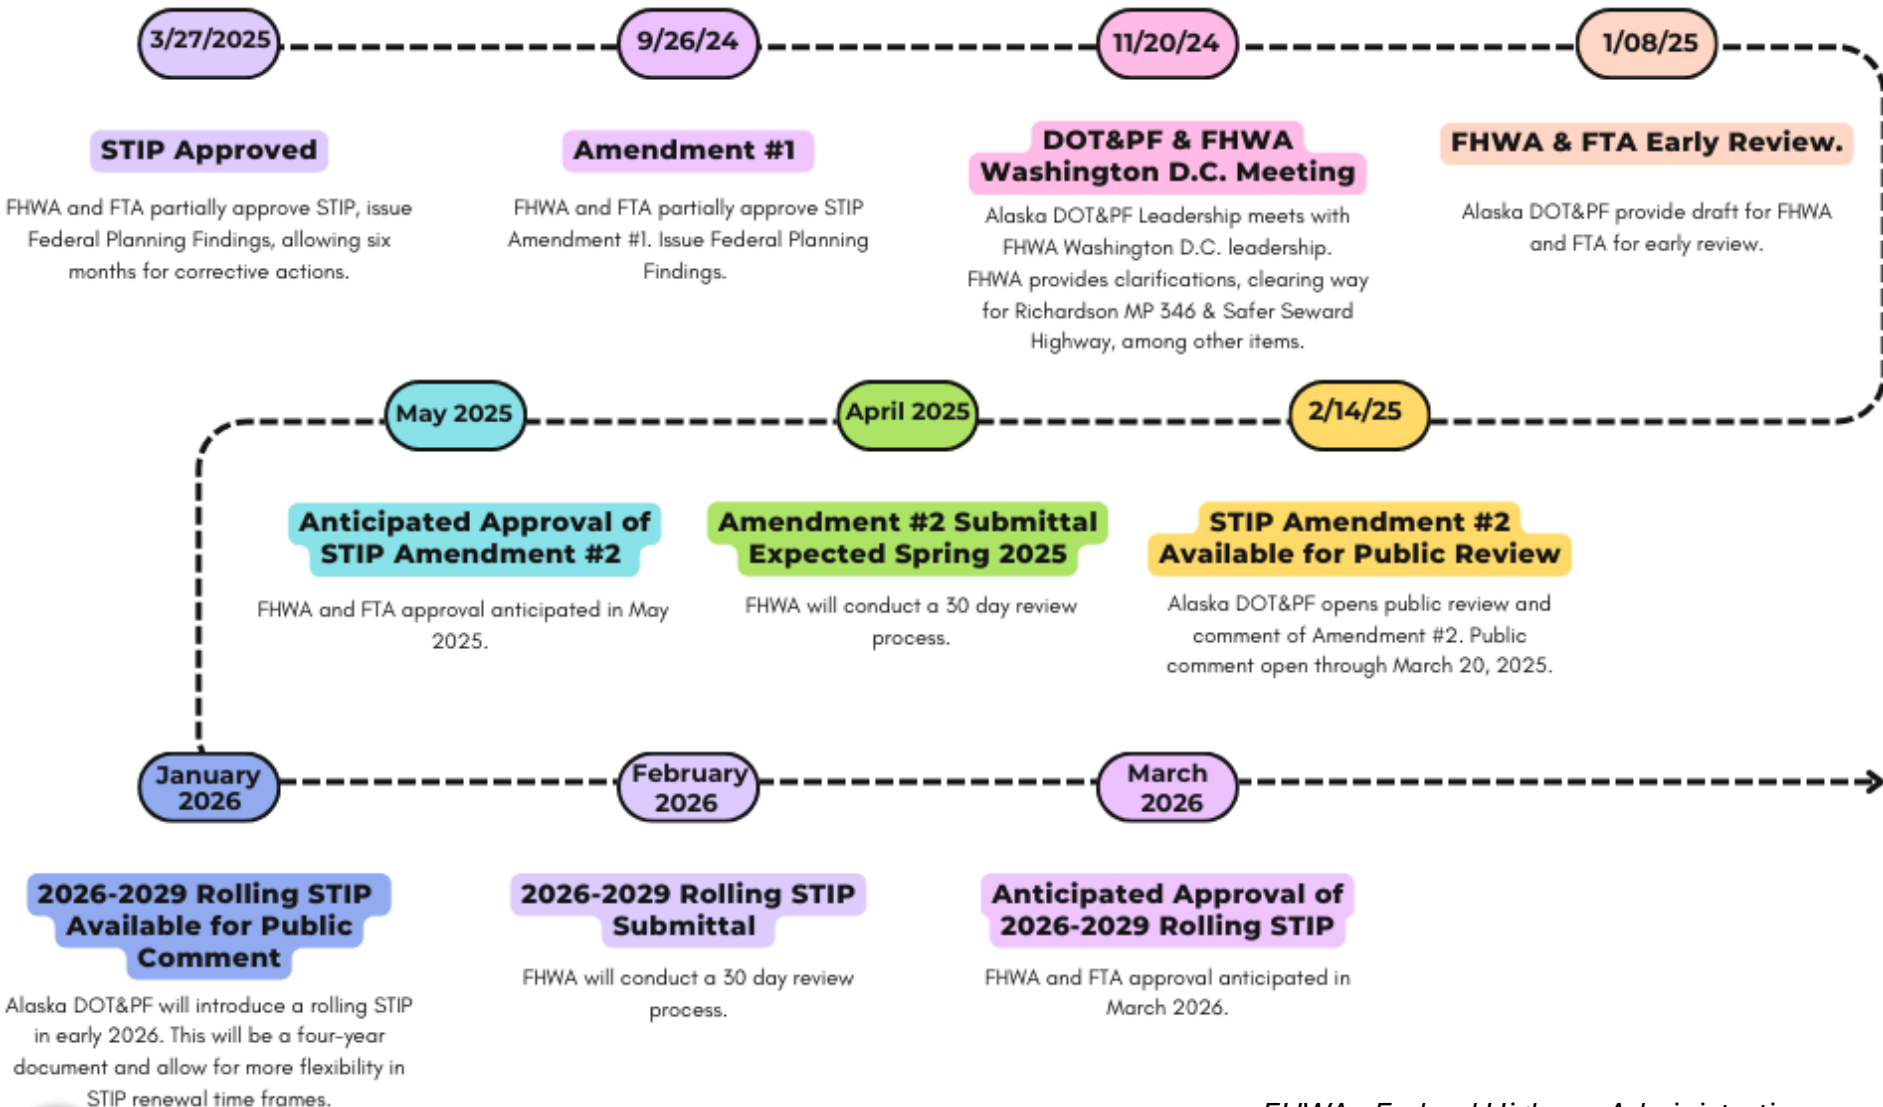 3/27/2025
9/26/24
11/20/24
1/08/25
STIP Approved
FHWA and FTA partially approve STIP, issue
Federal Planning Findings, allowing six
months for corrective actions.
Amendment #1
FHWA and FTA partially approve STIP
Amendment #1. Issue Federal Planning
Findings.
DOT&PF & FHWA
Washington D.C. Meeting
Alaska DOT&PF Leadership meets with
FHWA Washington D.C. leadership.
FHWA provides clarifications, clearing way
for Richardson MP 346 & Safer Seward
Highway, among other items.
FHWA & FTA Early Review.
Alaska DOT&PF provide draft for FHWA
and FTA for early review.
May 2025
April 2025
2/14/25
Anticipated Approval of
STIP Amendment #2
FHWA and FTA approval anticipated in May
2025.
Amendment #2 Submittal
Expected Spring 2025
FHWA will conduct a 30 day review
process.
STIP Amendment #2
Available for Public Review
Alaska DOT&PF opens public review and
comment of Amendment #2. Public
comment open through March 20, 2025.
January
2026
February
2026
March
2026
2026-2029 Rolling STIP
Available for Public
Comment
Alaska DOT&PF will introduce a rolling STIP
in early 2026. This will be a four-year
document and allow for more flexibility in
STIP renewal time frames.
2026-2029 Rolling STIP
Submittal
FHWA will conduct a 30 day review
process.
Anticipated Approval of
2026-2029 Rolling STIP
FHWA and FTA approval anticipated in
March 2026.